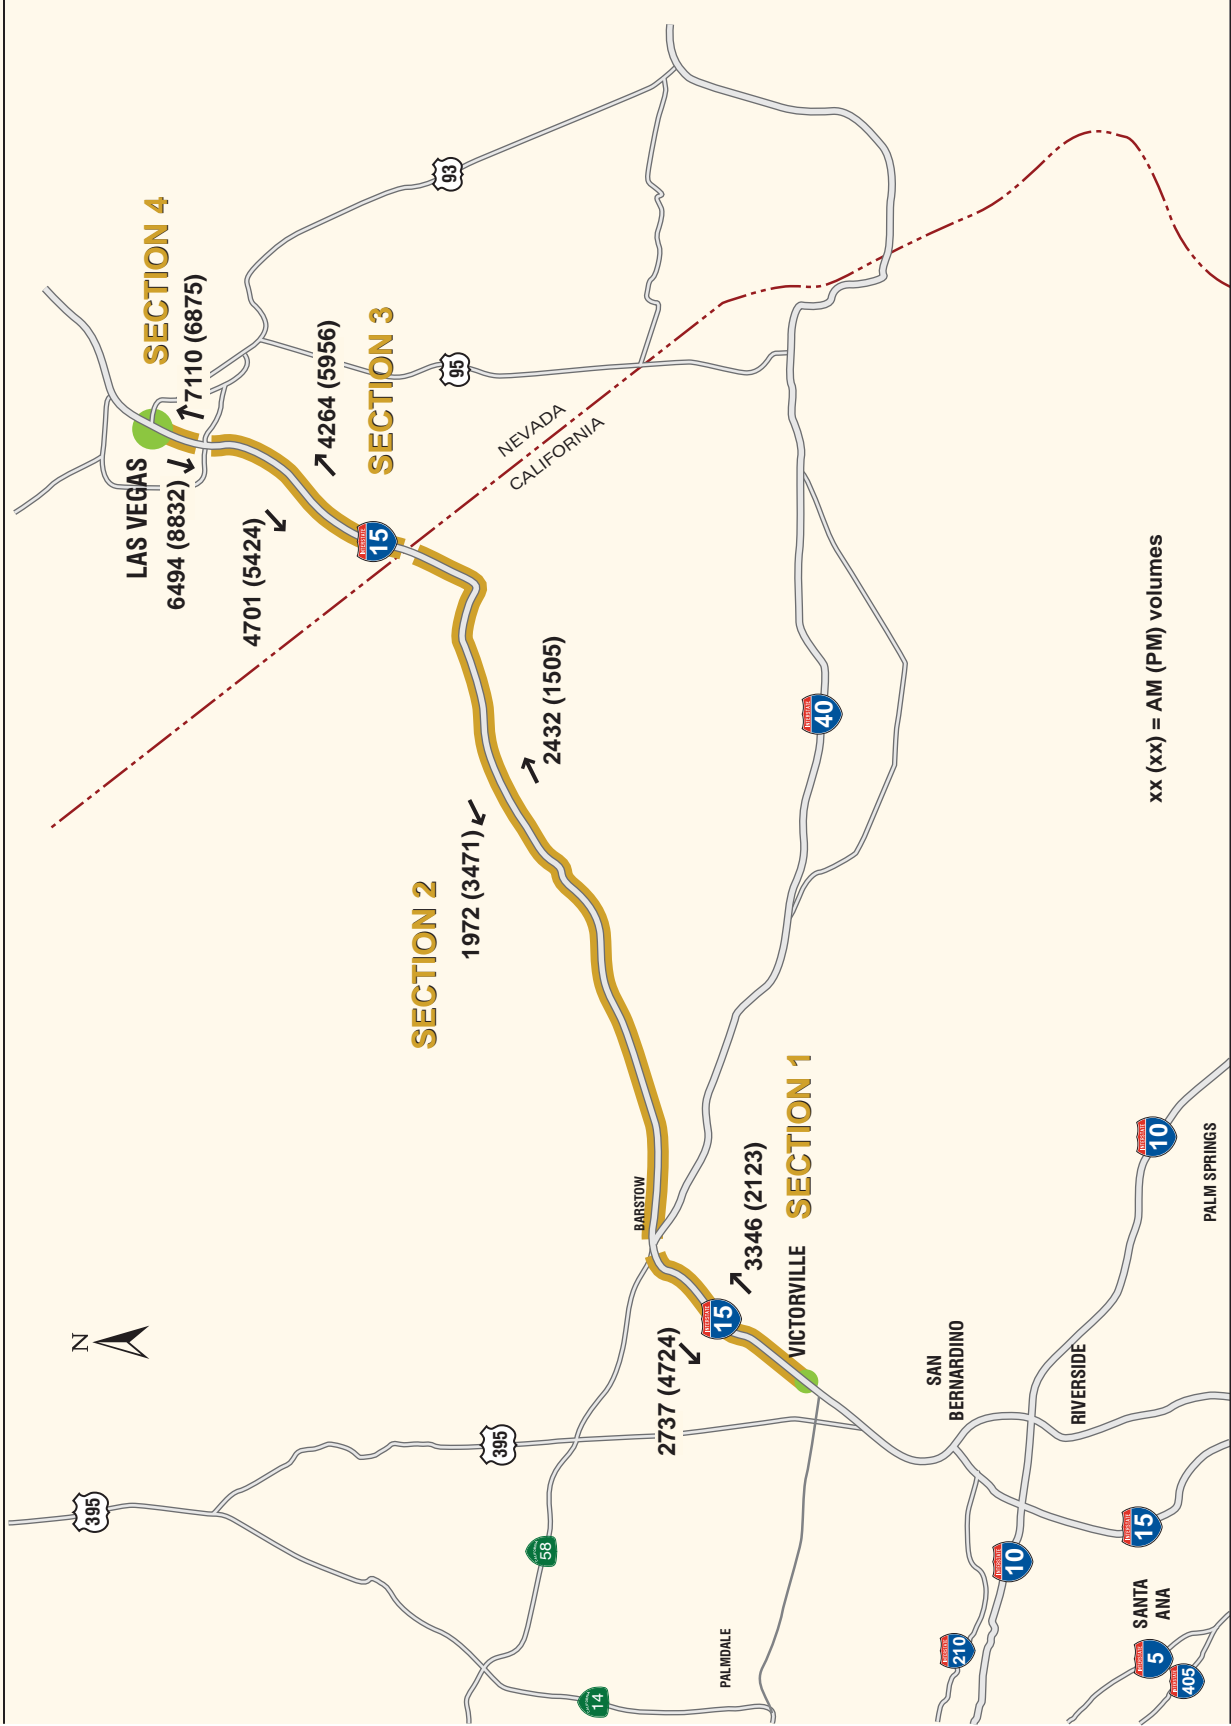 N
395
395
58
14
PALMDALE
210
10
5
405
SANTA
ANA
15
RIVERSIDE
SAN
BERNARDINO
10
PALM SPRINGS
VICTORVILLE
SECTION 1
2737 (4724)
3346 (2123)
INTERSTATE
15
BARSTOW
SECTION 2
1972 (3471)
2432 (1505)
INTERSTATE
40
NEVADA
CALIFORNIA
INTERSTATE
15
4701 (5424)
4264 (5956)
SECTION 3
LAS VEGAS
6494 (8832)
7110 (6875)
SECTION 4
95
93
xx (xx) = AM (PM) volumes